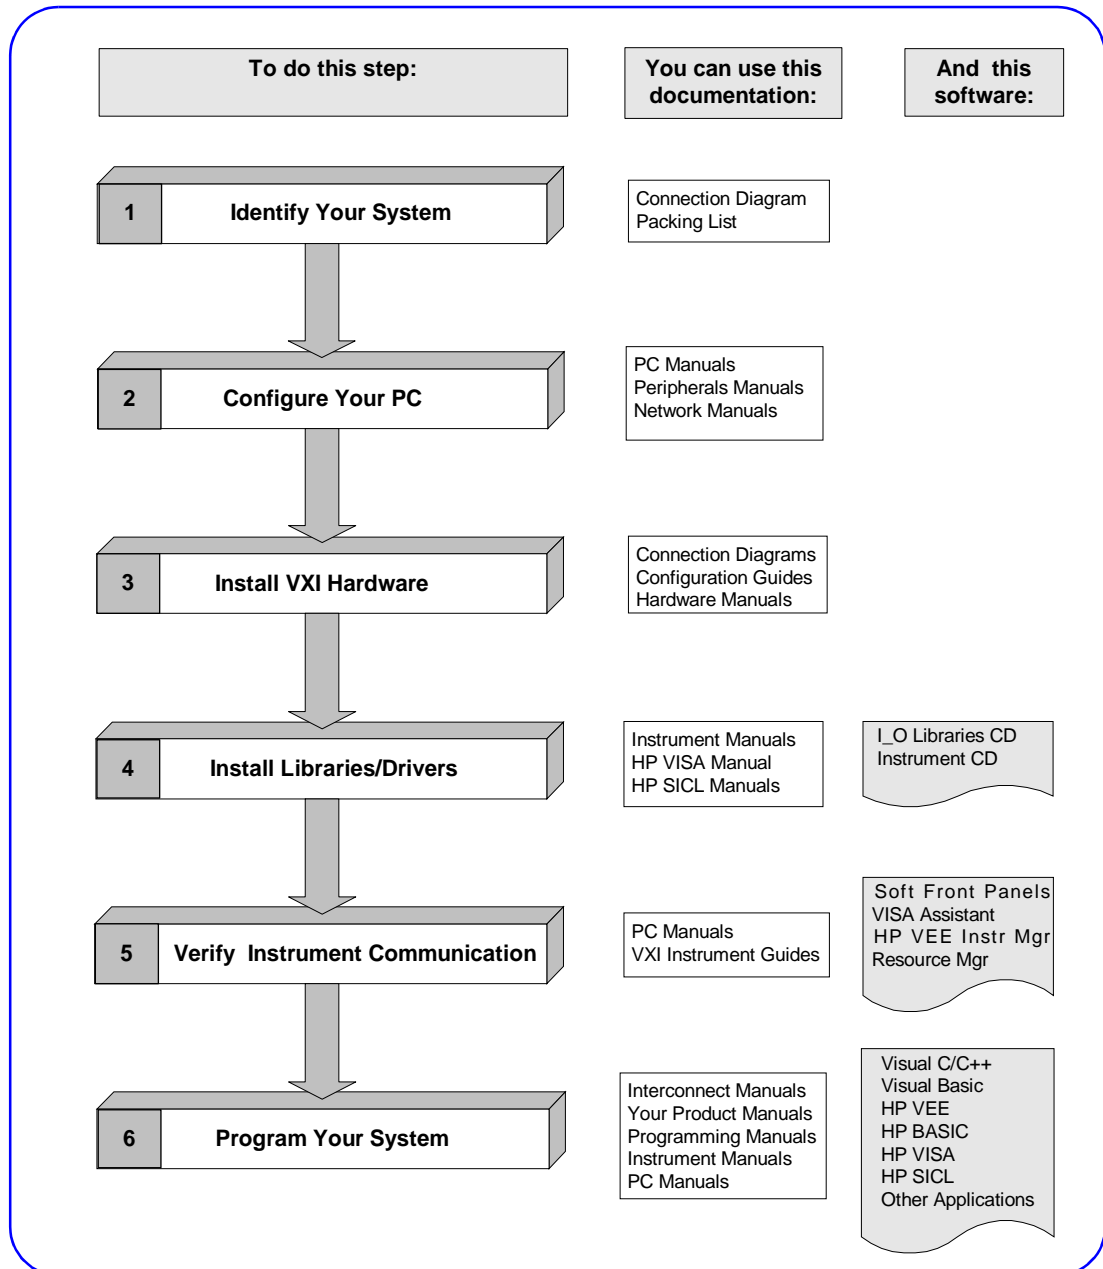 To do this step:
You can use this
documentation:
And this
software:
1
Identify Your System
Connection Diagram
Packing List
2
Configure Your PC
PC Manuals
Peripherals Manuals
Network Manuals
3
Install VXI Hardware
Connection Diagrams
Configuration Guides
Hardware Manuals
4
Install Libraries/Drivers
Instrument Manuals
HP VISA Manual
HP SICL Manuals
I_O Libraries CD
Instrument CD
5
Verify Instrument Communication
PC Manuals
VXI Instrument Guides
Soft Front Panels
VISA Assistant
HP VEE Instr Mgr
Resource Mgr
6
Program Your System
Interconnect Manuals
Your Product Manuals
Programming Manuals
Instrument Manuals
PC Manuals
Visual C/C++
Visual Basic
HP VEE
HP BASIC
HP VISA
HP SICL
Other Applications